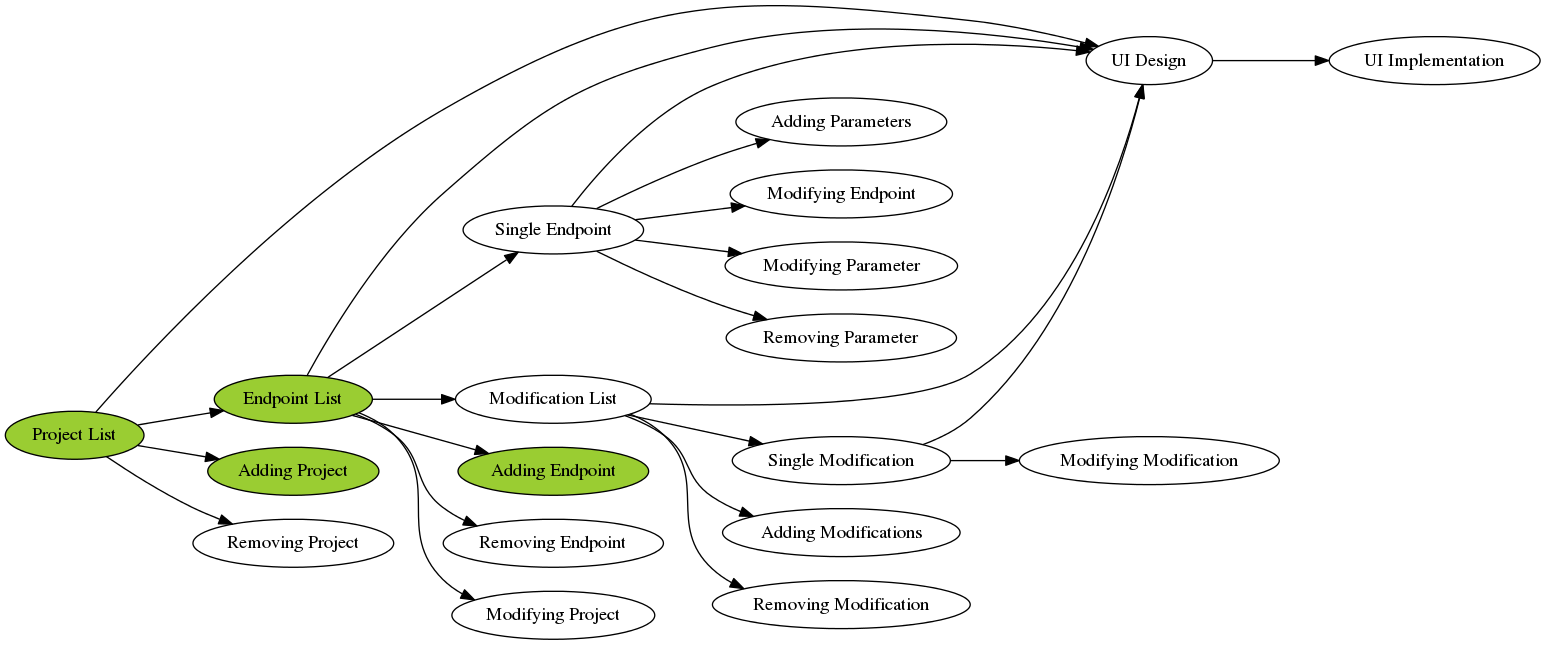 UI Design
UI Implementation
Adding Parameters
Modifying Endpoint
Single Endpoint
Modifying Parameter
Removing Parameter
Endpoint List
Modification List
Project List
Single Modification
Modifying Modification
Adding Project
Adding Endpoint
Adding Modifications
Removing Project
Removing Endpoint
Removing Modification
Modifying Project